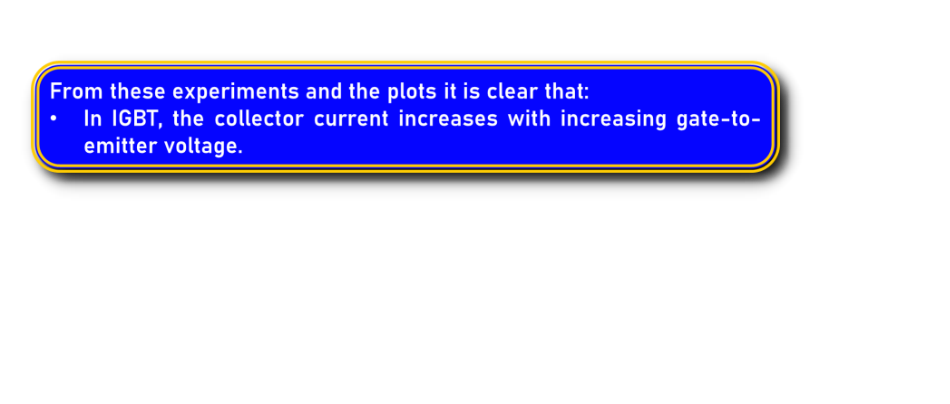 From these experiments and the plots it is clear that:
• In IGBT, the collector current increases with increasing gate-to-
emitter voltage.